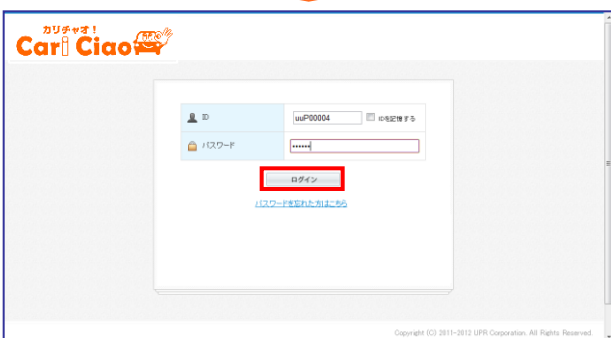 カリチャオ!
Cari Ciao
ID
uuP00004
IDを記憶する
パスワード
••••••
ログイン
パスワードを忘れた方はこちら
Copyright (C) 2011-2012 UPR Corporation. All Rights Reserved.